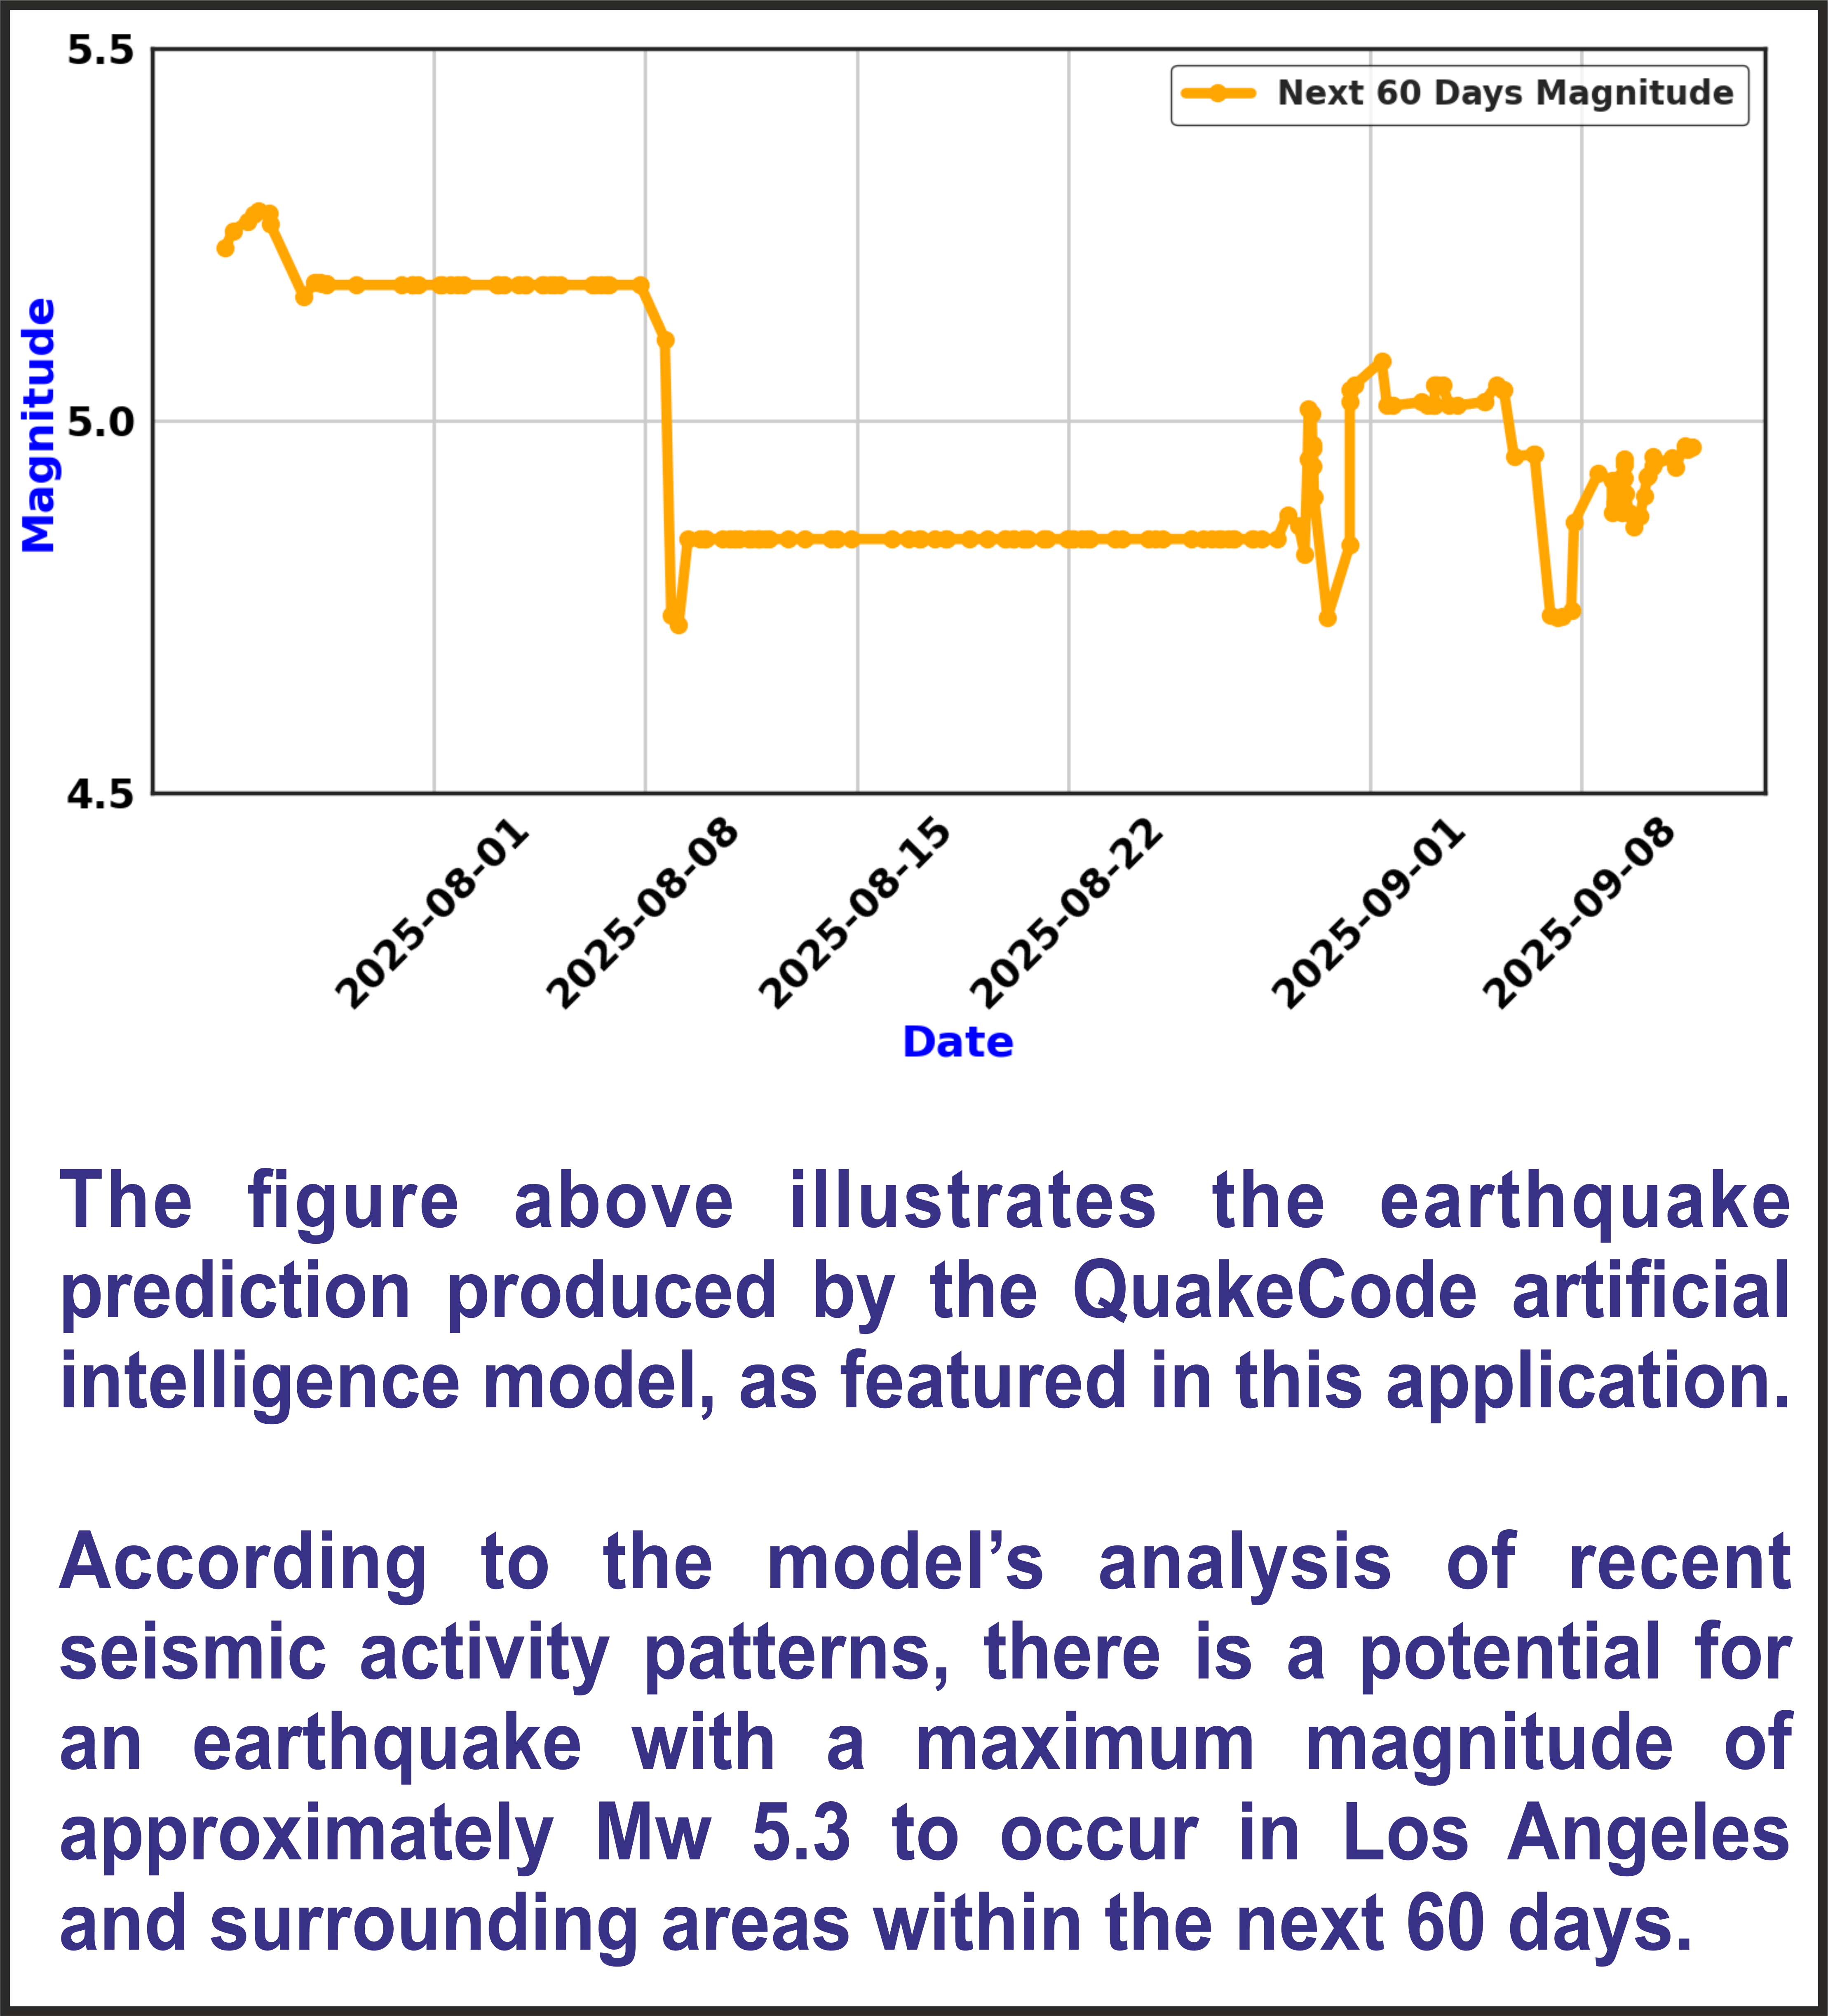 5.5
Next 60 Days Magnitude
Magnitude
5.0
4.5
2025-08-01
2025-08-08
2025-08-15
2025-08-22
2025-09-01
2025-09-08
Date
The figure above illustrates the earthquake
prediction produced by the QuakeCode artificial
intelligence model, as featured in this application.
According to the model’s analysis of recent
seismic activity patterns, there is a potential for
an earthquake with a maximum magnitude of
approximately Mw 5.3 to occur in Los Angeles
and surrounding areas within the next 60 days.